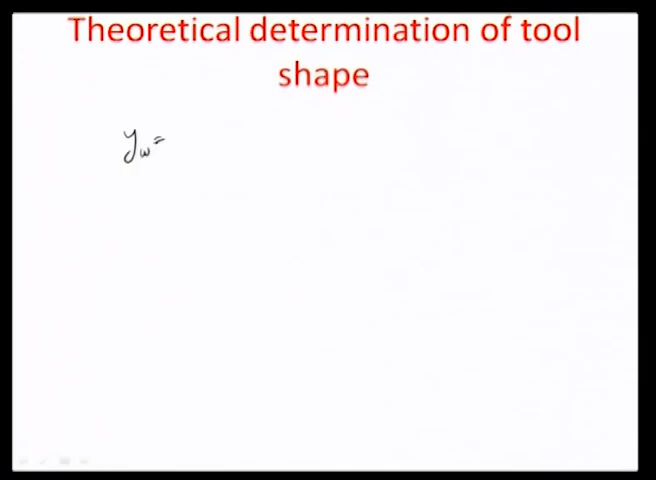 Theoretical determination of tool
shape
y_w =